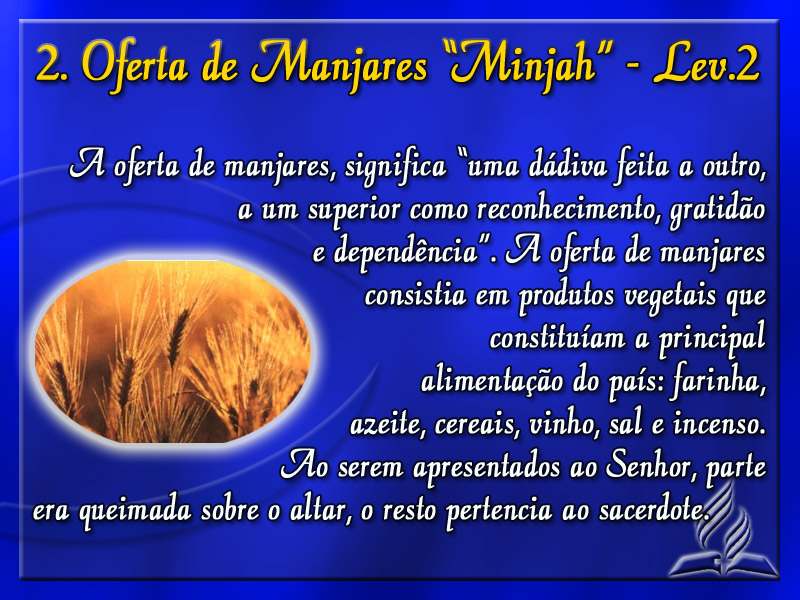 2. Oferta de Manjares “Minjah” - Lev.2
A oferta de manjares, significa “uma dádiva feita a outro,
a um superior como reconhecimento, gratidão
e dependência”. A oferta de manjares
consistia em produtos vegetais que
constituíam a principal
alimentação do país: farinha,
azeite, cereais, vinho, sal e incenso.
Ao serem apresentados ao Senhor, parte
era queimada sobre o altar, o resto pertencia ao sacerdote.